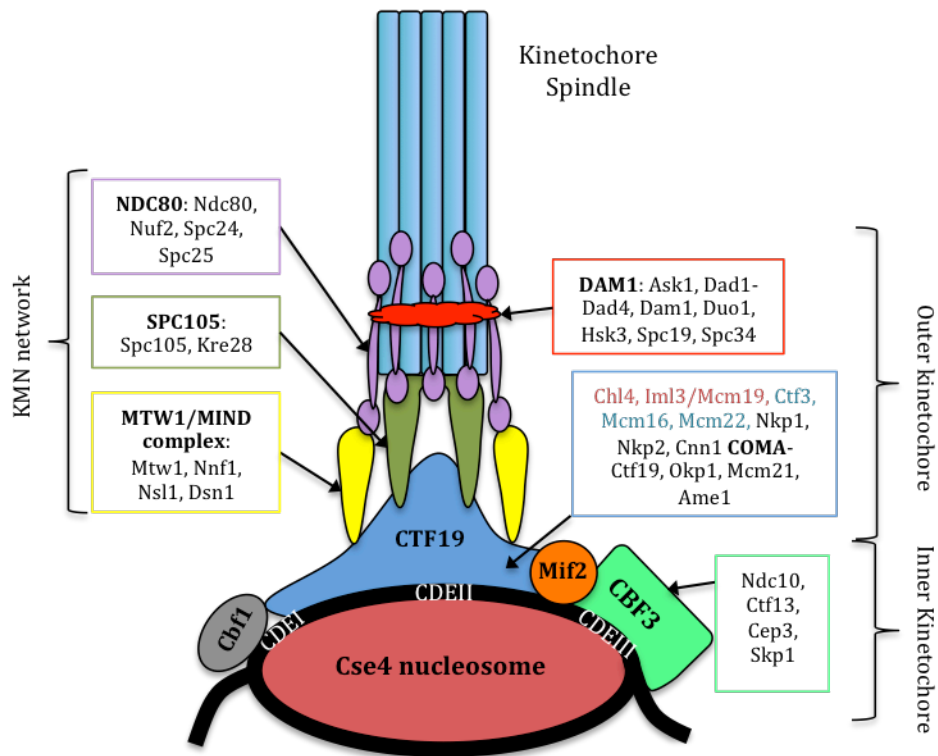 Kinetochore
Spindle
KMN network
NDC80: Ndc80,
Nuf2, Spc24,
Spc25
SPC105:
Spc105, Kre28
MTW1/MIND
complex:
Mtw1, Nnf1,
Nsl1, Dsn1
DAM1: Ask1, Dad1-
Dad4, Dam1, Duo1,
Hsk3, Spc19, Spc34
Chl4, Iml3/Mcm19, Ctf3,
Mcm16, Mcm22, Nkp1,
Nkp2, Cnn1 COMA-
Ctf19, Okp1, Mcm21,
Ame1
Outer kinetochore
CTF19
Mif2
CBF3
Cbf1
CDEI
CDEII
CDEIII
Cse4 nucleosome
Ndc10,
Ctf13,
Cep3,
Skp1
Inner Kinetochore